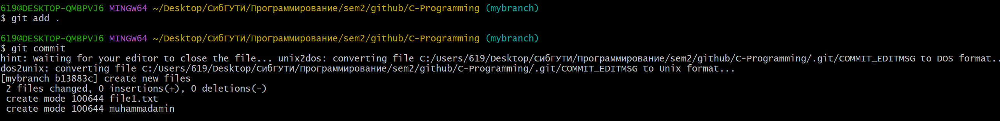 619@DESKTOP-QMBPVJ6 MINGW64 ~/Desktop/СибГУТИ/Программирование/sem2/github/C-Programming (mybranch)
$ git add .
619@DESKTOP-QMBPVJ6 MINGW64 ~/Desktop/СибГУТИ/Программирование/sem2/github/C-Programming (mybranch)
$ git commit
hint: Waiting for your editor to close the file... unix2dos: converting file C:/Users/619/Desktop/СибГУТИ/Программирование/sem2/github/C-Programming/.git/COMMIT_EDITMSG to DOS format..
dos2unix: converting file C:/Users/619/Desktop/СибГУТИ/Программирование/sem2/github/C-Programming/.git/COMMIT_EDITMSG to Unix format...
[mybranch b13883c] create new files
 2 files changed, 0 insertions(+), 0 deletions(-)
 create mode 100644 file1.txt
 create mode 100644 muhammadamin